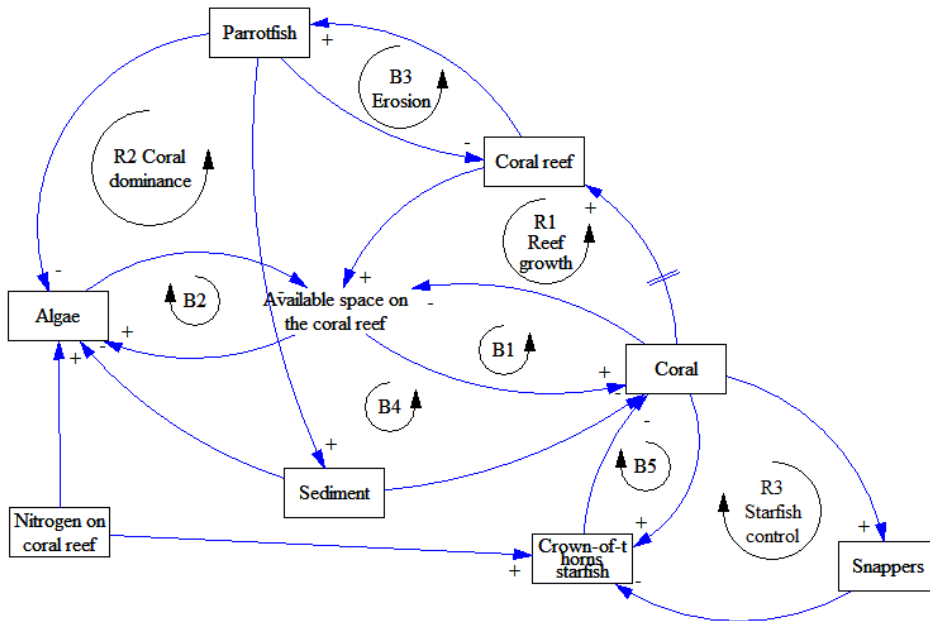 Parrotfish
+
B3
Erosion
-
Coral reef
R2 Coral
dominance
+
R1
Reef
growth
-
+
Algae
B2
-
Available space on
the coral reef
-
+
-
+
B1
+
Coral
-
-
B4
+
B5
Sediment
R3
Starfish
control
+
+
Nitrogen on
coral reef
+
Crown-of-t
horns
starfish
-
Snappers